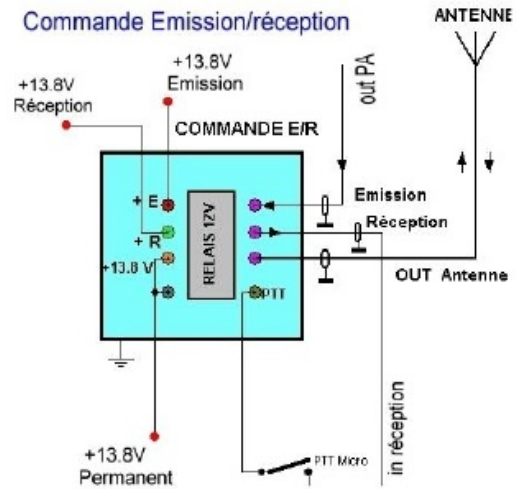 Commande Emission/réception
ANTENNE
+13.8V
Emission
+13.8V
Réception
out PA
COMMANDE E/R
+ E
+ R
+13.8 V
RELAIS 12V
PTT
Emission
Réception
OUT Antenne
+13.8V
Permanent
PTT Micro
in réception